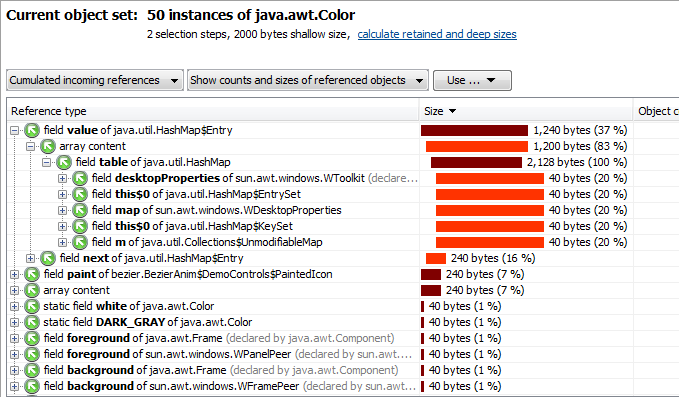 Current object set: 50 instances of java.awt.Color
2 selection steps, 2000 bytes shallow size, calculate retained and deep sizes
Cumulated incoming references Show counts and sizes of referenced objects Use ...
Reference type Size Object c
field value of java.util.HashMap$Entry 1,240 bytes (37 %)
array content 1,200 bytes (83 %)
field table of java.util.HashMap 2,128 bytes (100 %)
field desktopProperties of sun.awt.windows.WToolkit (declare... 40 bytes (20 %)
field this$0 of java.util.HashMap$EntrySet 40 bytes (20 %)
field map of sun.awt.windows.WDesktopProperties 40 bytes (20 %)
field this$0 of java.util.HashMap$KeySet 40 bytes (20 %)
field m of java.util.Collections$UnmodifiableMap 40 bytes (20 %)
field next of java.util.HashMap$Entry 240 bytes (16 %)
field paint of bezier.BezierAnim$DemoControls$PaintedIcon 240 bytes (7 %)
array content 240 bytes (7 %)
static field white of java.awt.Color 40 bytes (1 %)
static field DARK_GRAY of java.awt.Color 40 bytes (1 %)
field foreground of java.awt.Frame (declared by java.awt.Component) 40 bytes (1 %)
field foreground of sun.awt.windows.WPanelPeer (declared by sun.awt.... 40 bytes (1 %)
field background of java.awt.Frame (declared by java.awt.Component) 40 bytes (1 %)
field background of sun.awt.windows.WFramePeer (declared by sun.awt... 40 bytes (1 %)